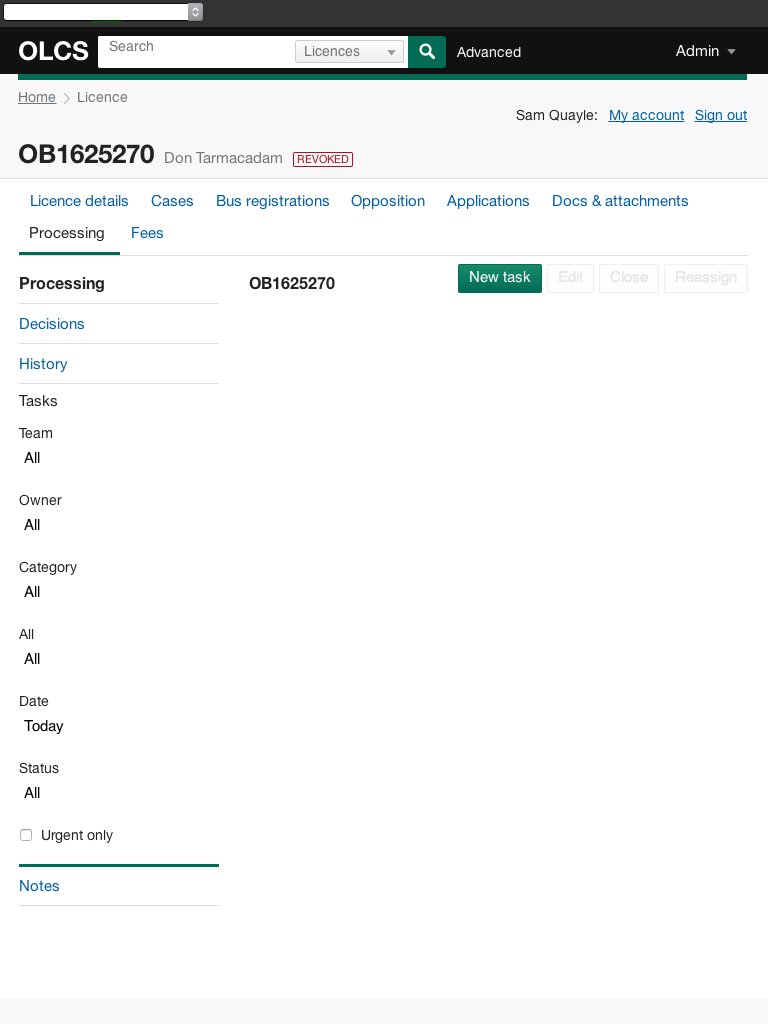 OLCS Search Licences Advanced Admin
Home Licence
Sam Quayle: My account Sign out
OB1625270 Don Tarmacadam REVOKED
Licence details Cases Bus registrations Opposition Applications Docs & attachments
Processing Fees
Processing OB1625270 New task Edit Close Reassign
Decisions
History
Tasks
Team
All
Owner
All
Category
All
All
All
Date
Today
Status
All
Urgent only
Notes